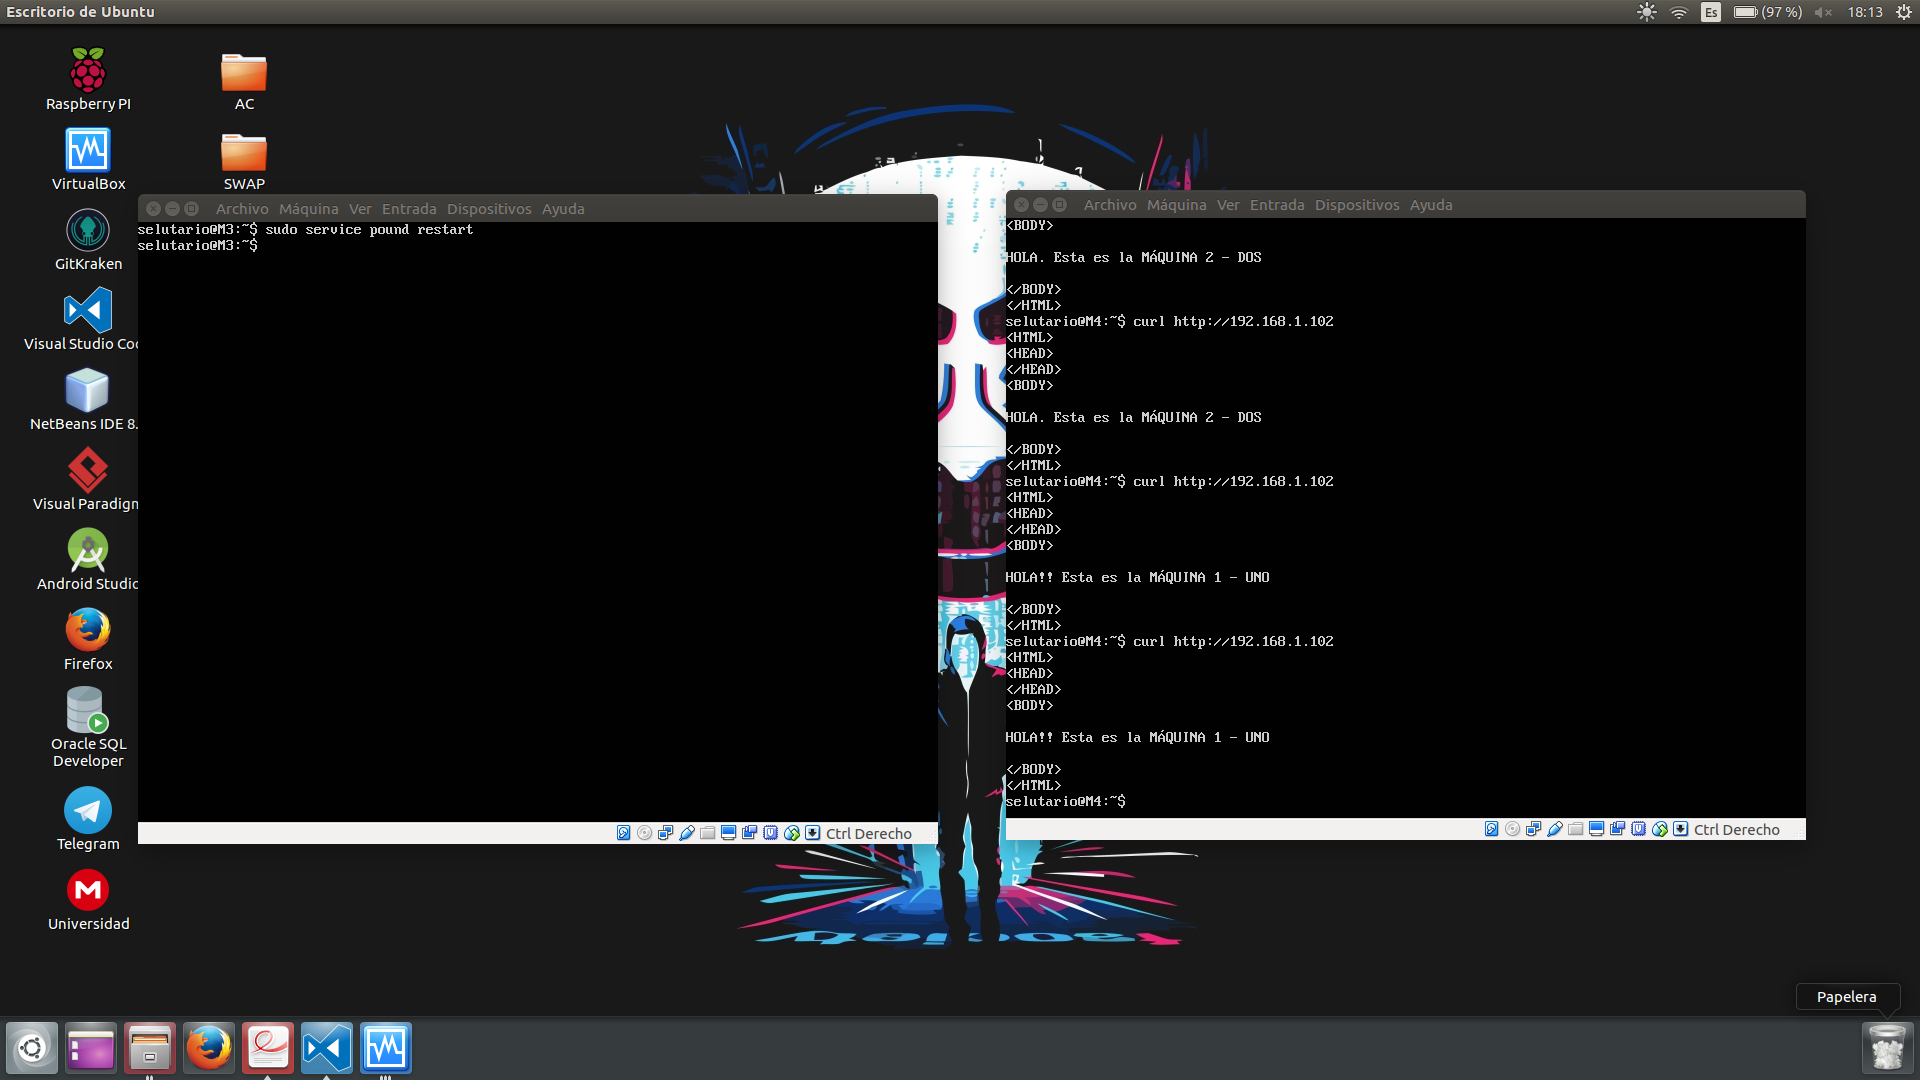 Escritorio de Ubuntu
Es
(97 %)
18:13
Raspberry PI
AC
VirtualBox
SWAP
GitKraken
Visual Studio Co
NetBeans IDE 8.
Visual Paradigm
Android Studio
Firefox
Oracle SQL
Developer
Telegram
Universidad
Archivo Máquina Ver Entrada Dispositivos Ayuda
selutario@M3:~$ sudo service pound restart
selutario@M3:~$
Ctrl Derecho
Archivo Máquina Ver Entrada Dispositivos Ayuda
<BODY>
HOLA. Esta es la MÁQUINA 2 - DOS
</BODY>
</HTML>
selutario@M4:~$ curl http://192.168.1.102
<HTML>
<HEAD>
</HEAD>
<BODY>
HOLA. Esta es la MÁQUINA 2 - DOS
</BODY>
</HTML>
selutario@M4:~$ curl http://192.168.1.102
<HTML>
<HEAD>
</HEAD>
<BODY>
HOLA!! Esta es la MÁQUINA 1 - UNO
</BODY>
</HTML>
selutario@M4:~$ curl http://192.168.1.102
<HTML>
<HEAD>
</HEAD>
<BODY>
HOLA!! Esta es la MÁQUINA 1 - UNO
</BODY>
</HTML>
selutario@M4:~$
Ctrl Derecho
Papelera